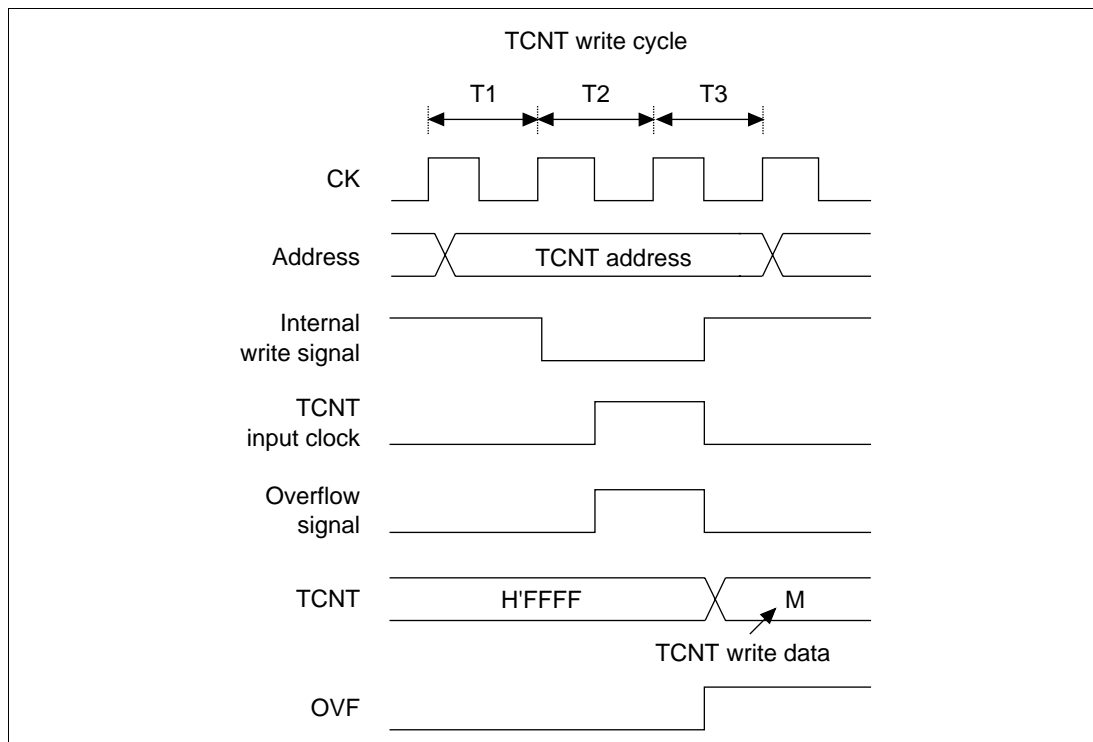 TCNT write cycle
T1 T2 T3
CK
Address
TCNT address
Internal
write signal
TCNT
input clock
Overflow
signal
TCNT
H'FFFF
M
TCNT write data
OVF